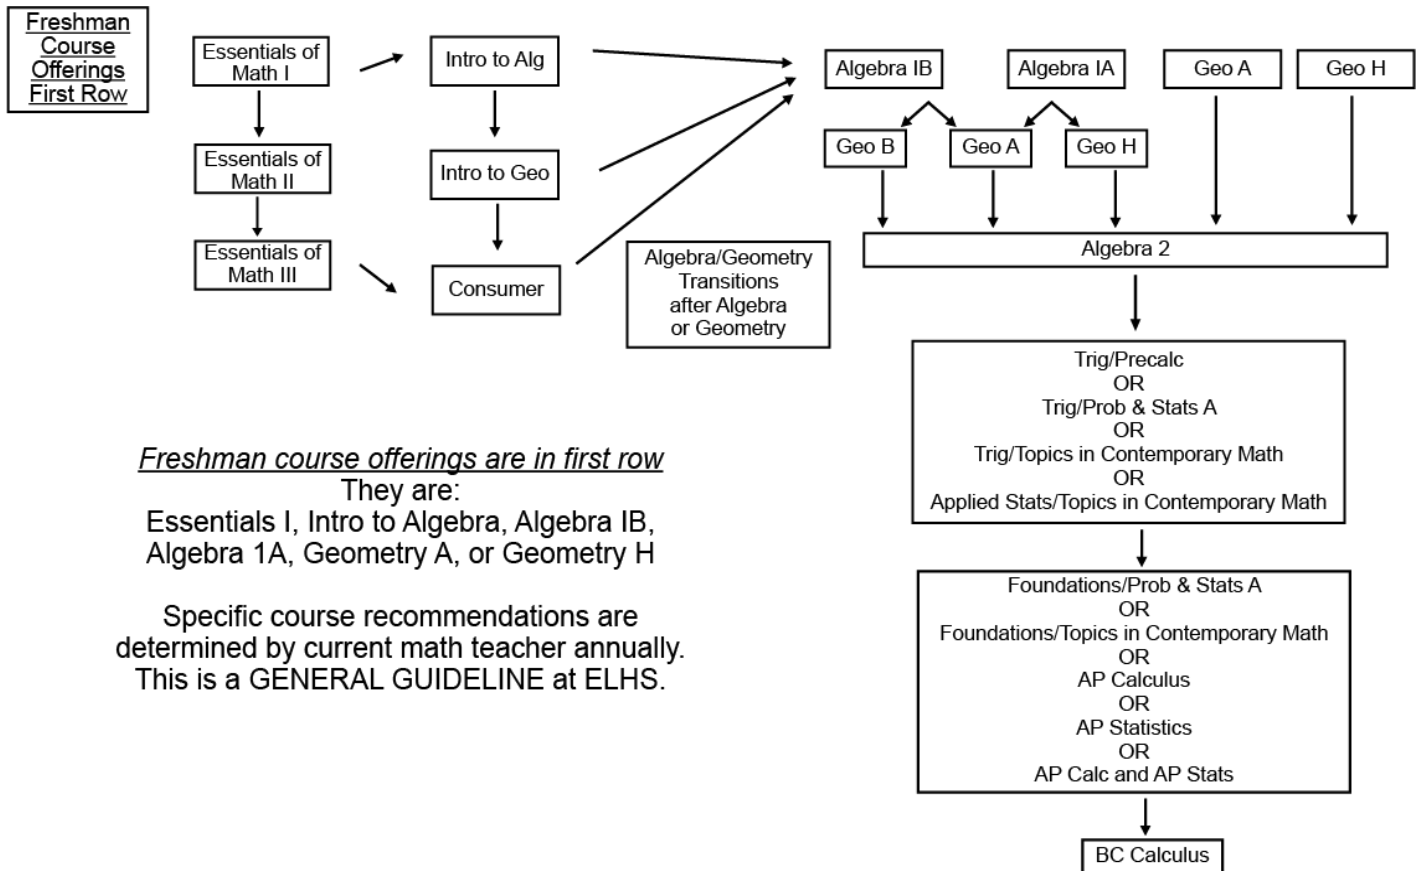 Freshman
Course
Offerings
First Row
Essentials of
Math I
Intro to Alg
Algebra IB
Algebra IA
Geo A
Geo H
Essentials of
Math II
Intro to Geo
Geo B
Geo A
Geo H
Essentials of
Math III
Consumer
Algebra/Geometry
Transitions
after Algebra
or Geometry
Algebra 2
Trig/Precalc
OR
Trig/Prob & Stats A
OR
Trig/Topics in Contemporary Math
OR
Applied Stats/Topics in Contemporary Math
Freshman course offerings are in first row
They are:
Essentials I, Intro to Algebra, Algebra IB,
Algebra 1A, Geometry A, or Geometry H
Specific course recommendations are
determined by current math teacher annually.
This is a GENERAL GUIDELINE at ELHS.
Foundations/Prob & Stats A
OR
Foundations/Topics in Contemporary Math
OR
AP Calculus
OR
AP Statistics
OR
AP Calc and AP Stats
BC Calculus